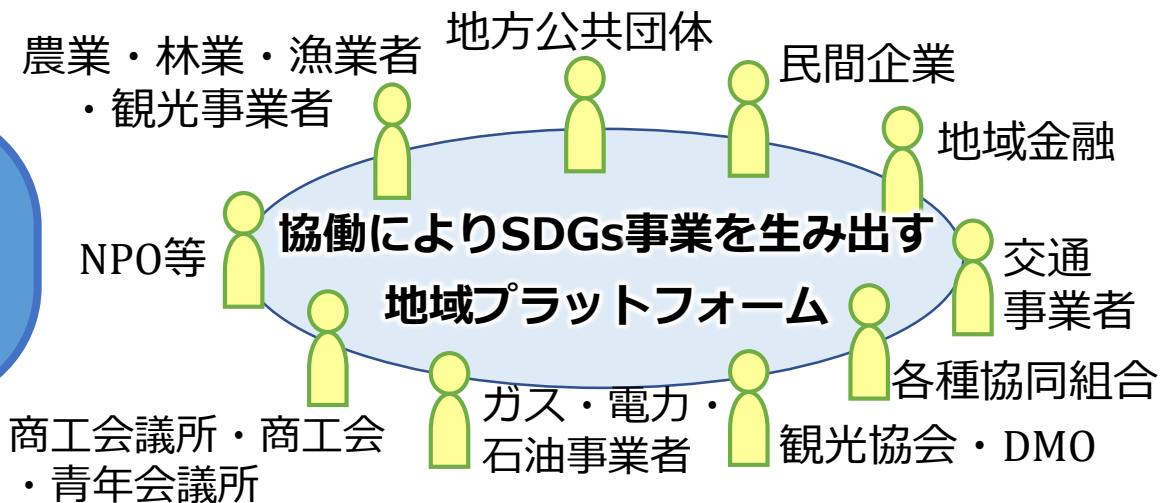 地方公共団体
農業・林業・漁業者
・観光事業者
民間企業
地域金融
NPO等
協働によりSDGs事業を生み出す
地域プラットフォーム
交通
事業者
各種協同組合
商工会議所・商工会
・青年会議所
ガス・電力・
石油事業者
観光協会・DMO